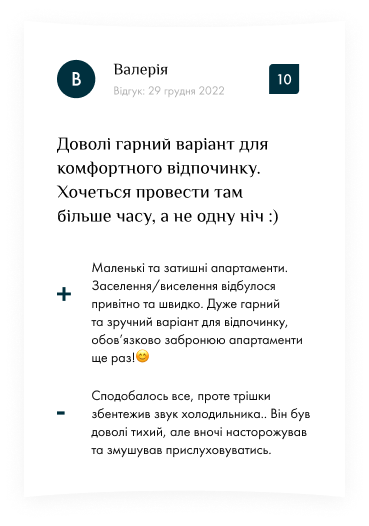 В
Валерія
Відгук: 29 грудня 2022
10
Доволі гарний варіант для
комфортного відпочинку.
Хочеться провести там
більше часу, а не одну ніч :)
+
Маленькі та затишні апартаменти.
Заселення/виселення відбулося
привітно та швидко. Дуже гарний
та зручний варіант для відпочинку,
обов’язково забронюю апартаменти
ще раз!😊
-
Сподобалось все, проте трішки
збентежив звук холодильника.. Він був
доволі тихий, але вночі насторожував
та змушував прислуховуватись.